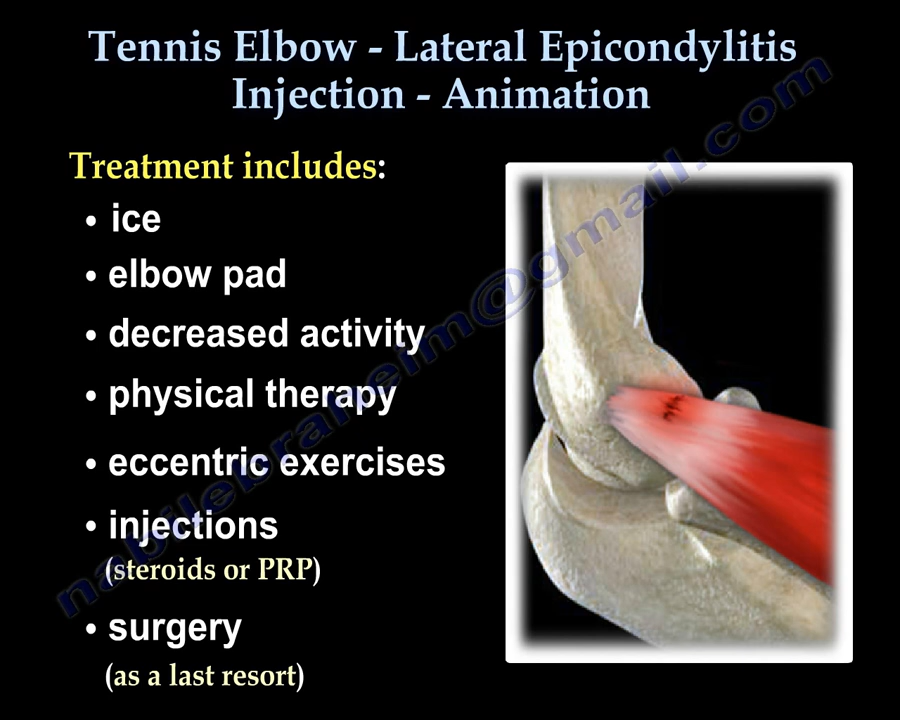 Tennis Elbow - Lateral Epicondylitis
Injection - Animation
Treatment includes:
• ice
• elbow pad
• decreased activity
• physical therapy
• eccentric exercises
• injections
(steroids or PRP)
• surgery
(as a last resort)
nabilebraheim@gmail.com